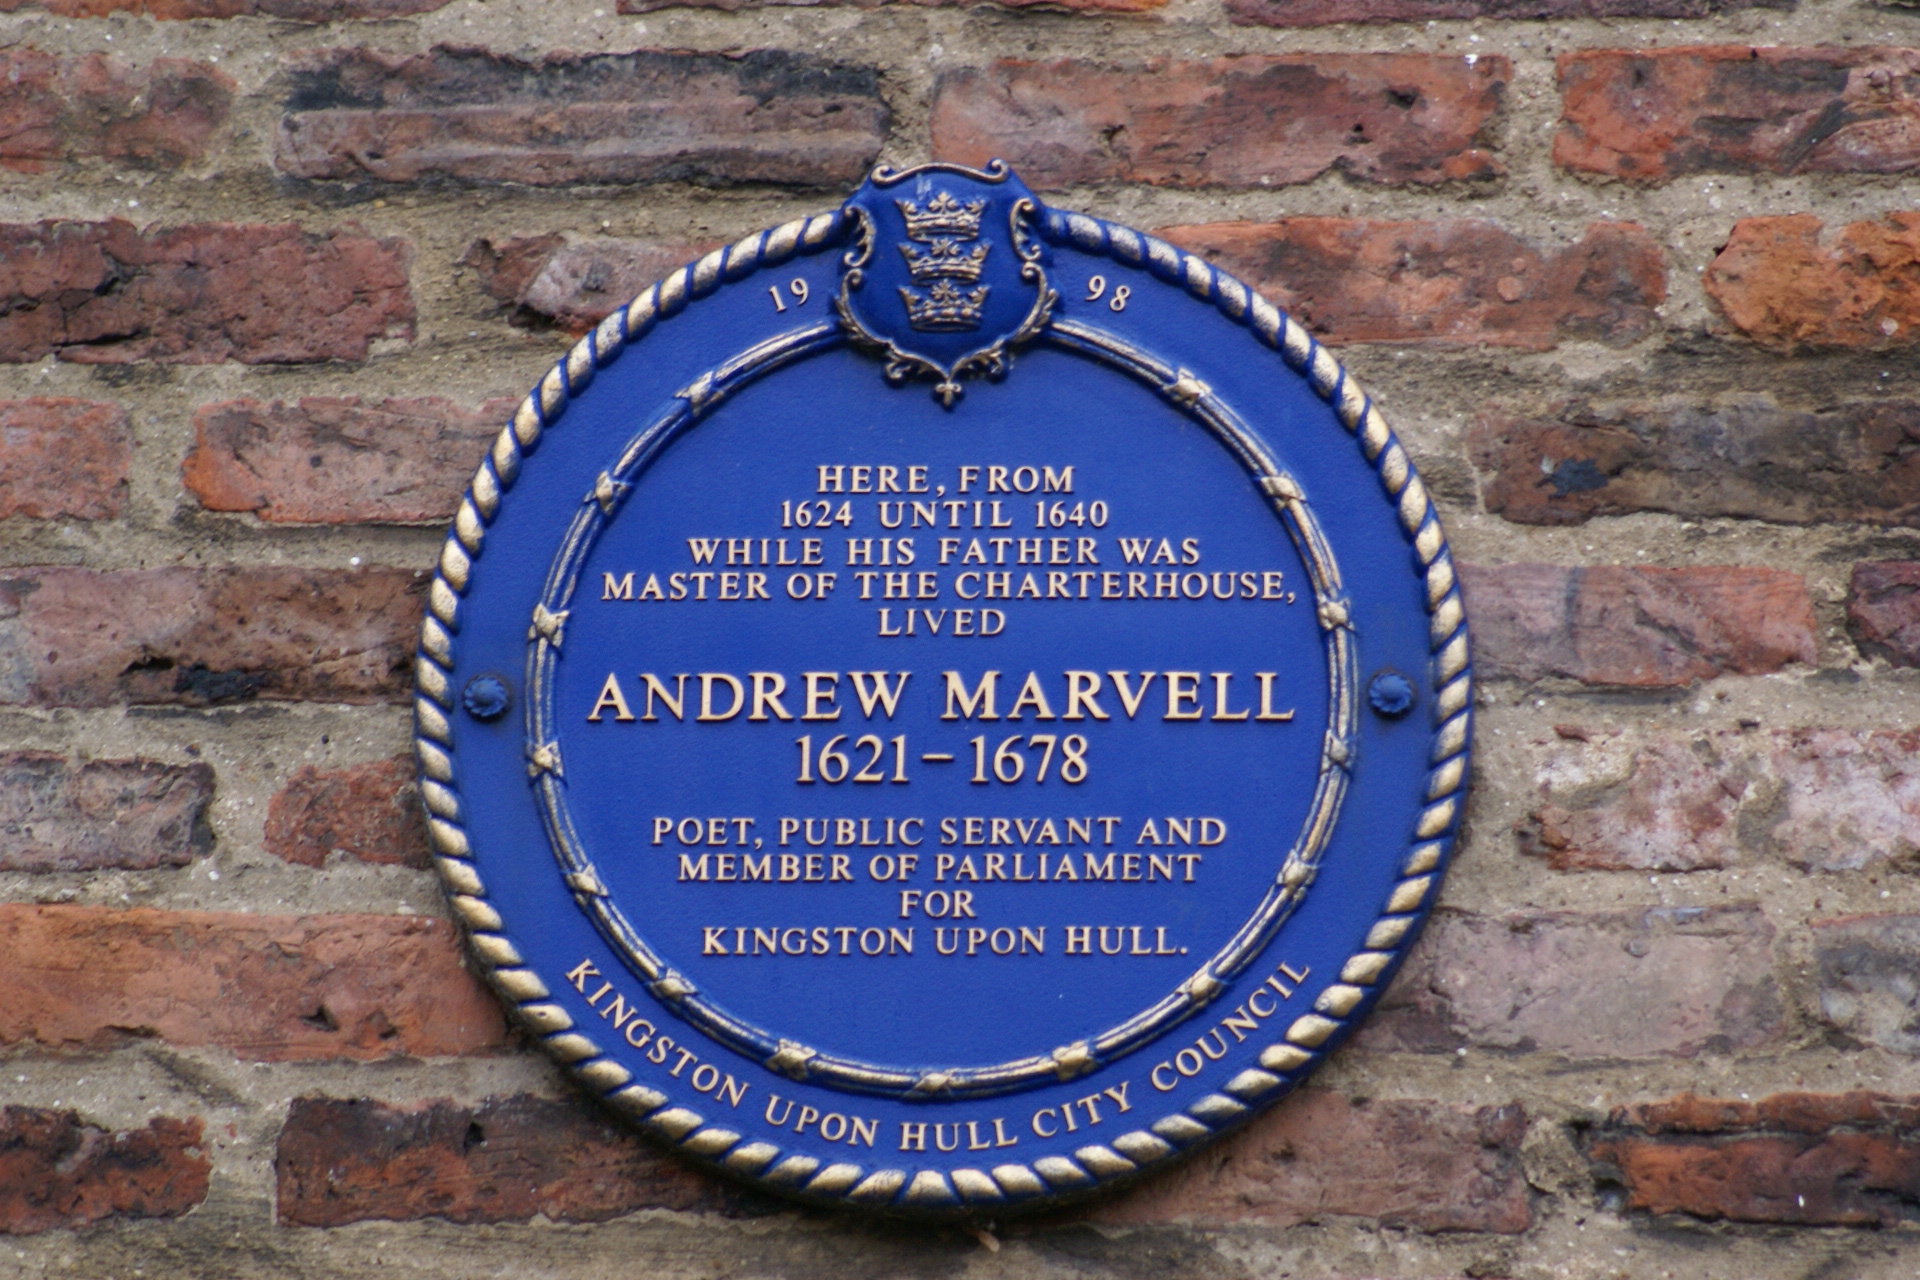 19 98
HERE, FROM
1624 UNTIL 1640
WHILE HIS FATHER WAS
MASTER OF THE CHARTERHOUSE,
LIVED
ANDREW MARVELL
1621 – 1678
POET, PUBLIC SERVANT AND
MEMBER OF PARLIAMENT
FOR
KINGSTON UPON HULL.
KINGSTON UPON HULL CITY COUNCIL